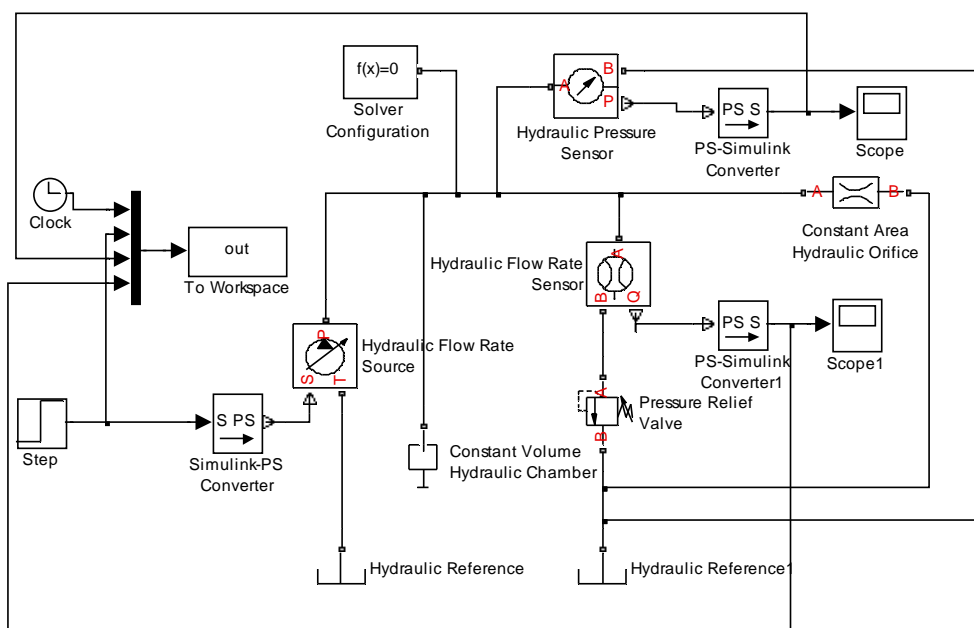 f(x)=0
Solver
Configuration
A
B
P
Hydraulic Pressure
Sensor
PS S
PS-Simulink
Converter
Scope
Clock
out
To Workspace
A
B
Constant Area
Hydraulic Orifice
Hydraulic Flow Rate
Sensor
A
B
Q
PS S
PS-Simulink
Converter1
Scope1
P
S
T
Hydraulic Flow Rate
Source
Step
S PS
Simulink-PS
Converter
Constant Volume
Hydraulic Chamber
A
B
Pressure Relief
Valve
Hydraulic Reference
Hydraulic Reference1